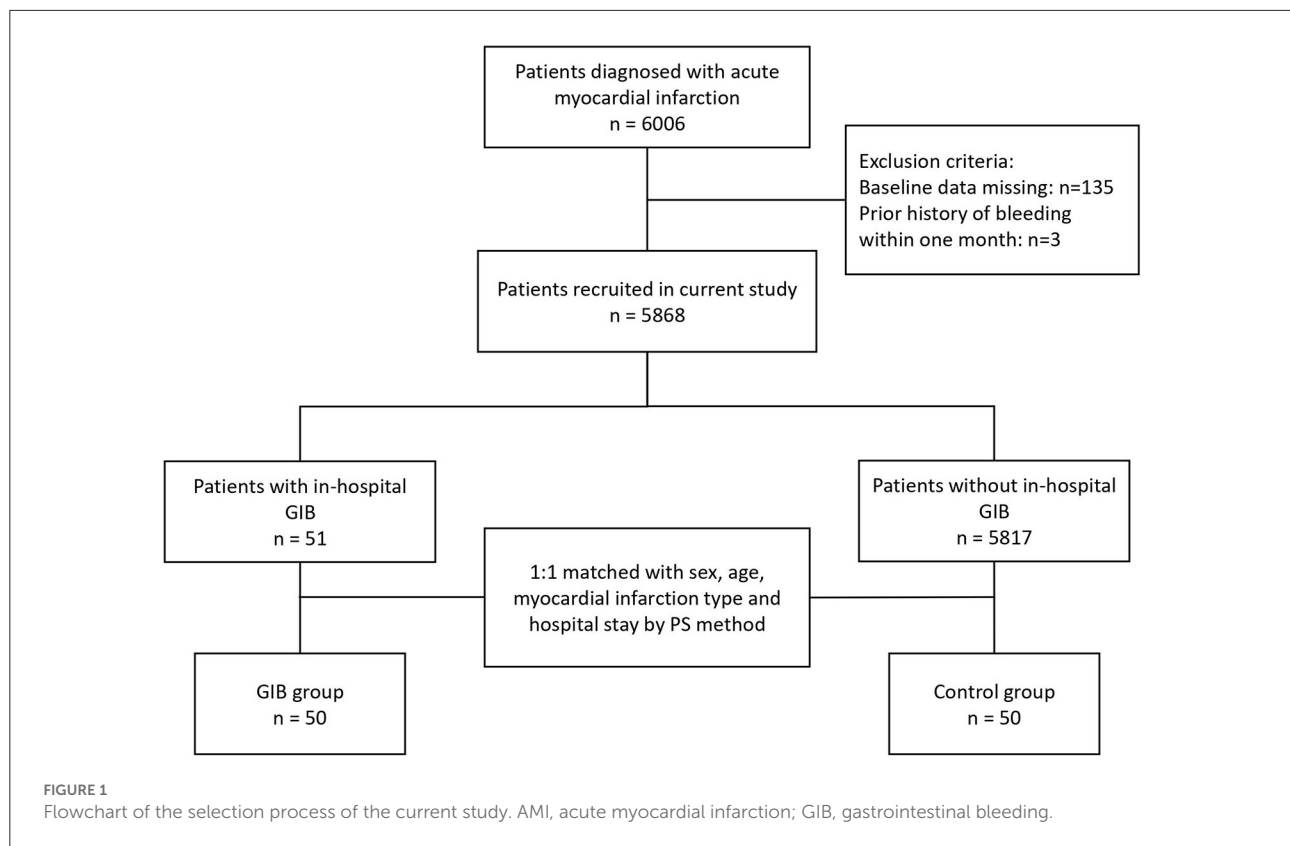 Patients diagnosed with acute
myocardial infarction
n = 6006
Exclusion criteria:
Baseline data missing: n=135
Prior history of bleeding
within one month: n=3
Patients recruited in current study
n = 5868
Patients with in-hospital
GIB
n = 51
Patients without in-hospital
GIB
n = 5817
1:1 matched with sex, age,
myocardial infarction type and
hospital stay by PS method
GIB group
n = 50
Control group
n = 50
FIGURE 1
Flowchart of the selection process of the current study. AMI, acute myocardial infarction; GIB, gastrointestinal bleeding.